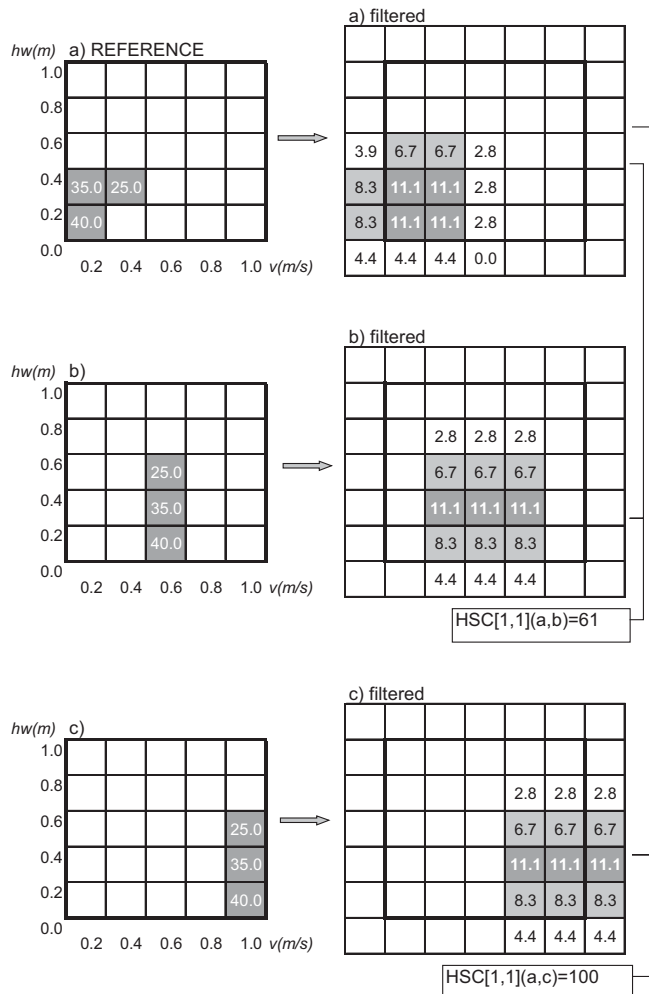 a) filtered
hw(m) a) REFERENCE
1.0
0.8
0.6
0.4
0.2
0.0
35.0 25.0
40.0
0.2 0.4 0.6 0.8 1.0 v(m/s)
3.9 6.7 6.7 2.8
8.3 11.1 11.1 2.8
8.3 11.1 11.1 2.8
4.4 4.4 4.4 0.0
b) filtered
hw(m) b)
1.0
0.8
0.6
0.4
0.2
0.0
25.0
35.0
40.0
0.2 0.4 0.6 0.8 1.0 v(m/s)
2.8 2.8 2.8
6.7 6.7 6.7
11.1 11.1 11.1
8.3 8.3 8.3
4.4 4.4 4.4
HSC[1,1](a,b)=61
c) filtered
hw(m) c)
1.0
0.8
0.6
0.4
0.2
0.0
25.0
35.0
40.0
0.2 0.4 0.6 0.8 1.0 v(m/s)
2.8 2.8 2.8
6.7 6.7 6.7
11.1 11.1 11.1
8.3 8.3 8.3
4.4 4.4 4.4
HSC[1,1](a,c)=100